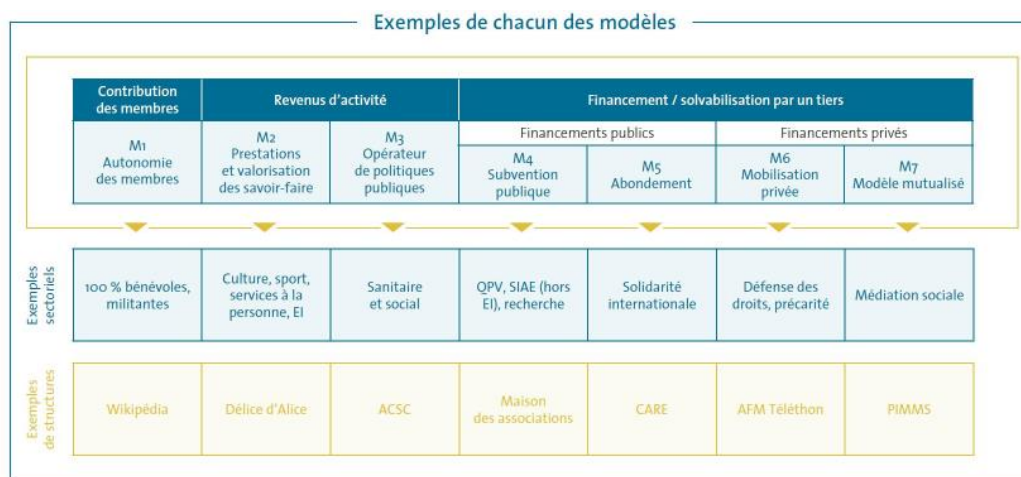 Exemples de chacun des modèles
Contribution
des membres
Revenus d'activité
Financement / solvabilisation par un tiers
Financements publics
Financements privés
M1
Autonomie
des membres
M2
Prestations
et valorisation
des savoir-faire
M3
Opérateur
de politiques
publiques
M4
Subvention
publique
M5
Abondement
M6
Mobilisation
privée
M7
Modèle mutualisé
Exemples
sectoriels
100 % bénévoles,
militantes
Culture, sport,
services à la
personne, EI
Sanitaire
et social
QPV, SIAE (hors
EI), recherche
Solidarité
internationale
Défense des
droits, précarité
Médiation sociale
Exemples
de structures
Wikipédia
Délice d'Alice
ACSC
Maison
des associations
CARE
AFM Téléthon
PIMMS